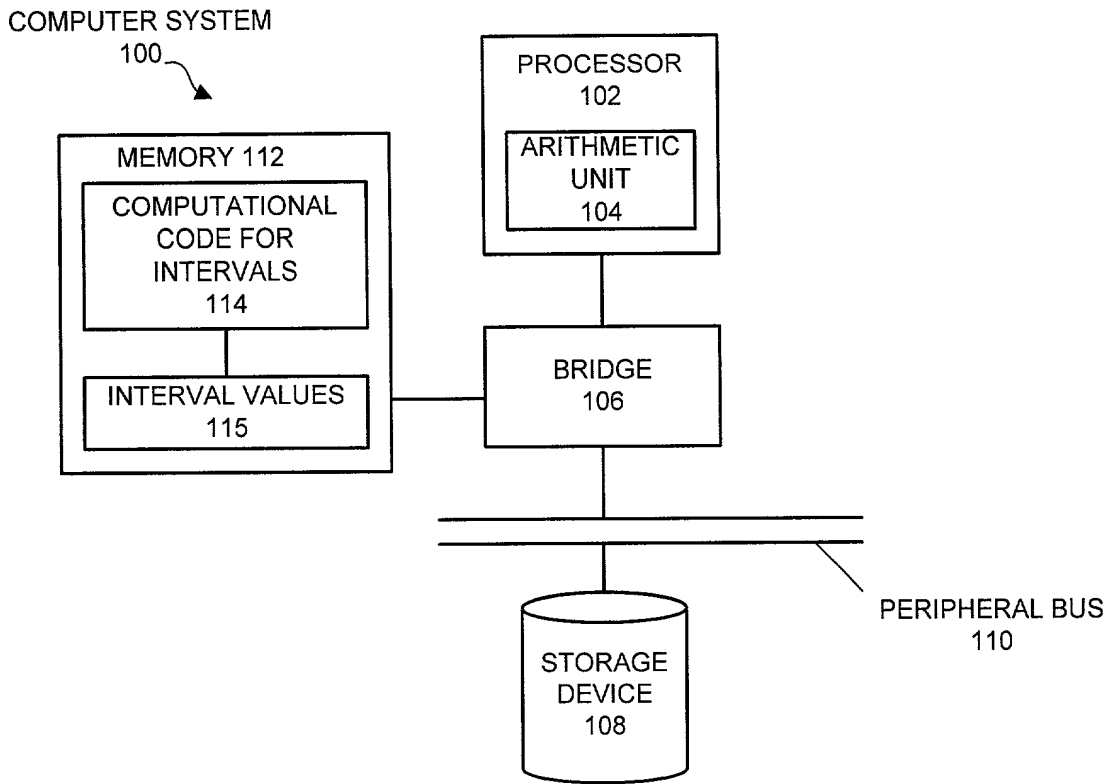 COMPUTER SYSTEM
100
PROCESSOR
102
ARITHMETIC
UNIT
104
MEMORY 112
COMPUTATIONAL
CODE FOR
INTERVALS
114
INTERVAL VALUES
115
BRIDGE
106
PERIPHERAL BUS
110
STORAGE
DEVICE
108